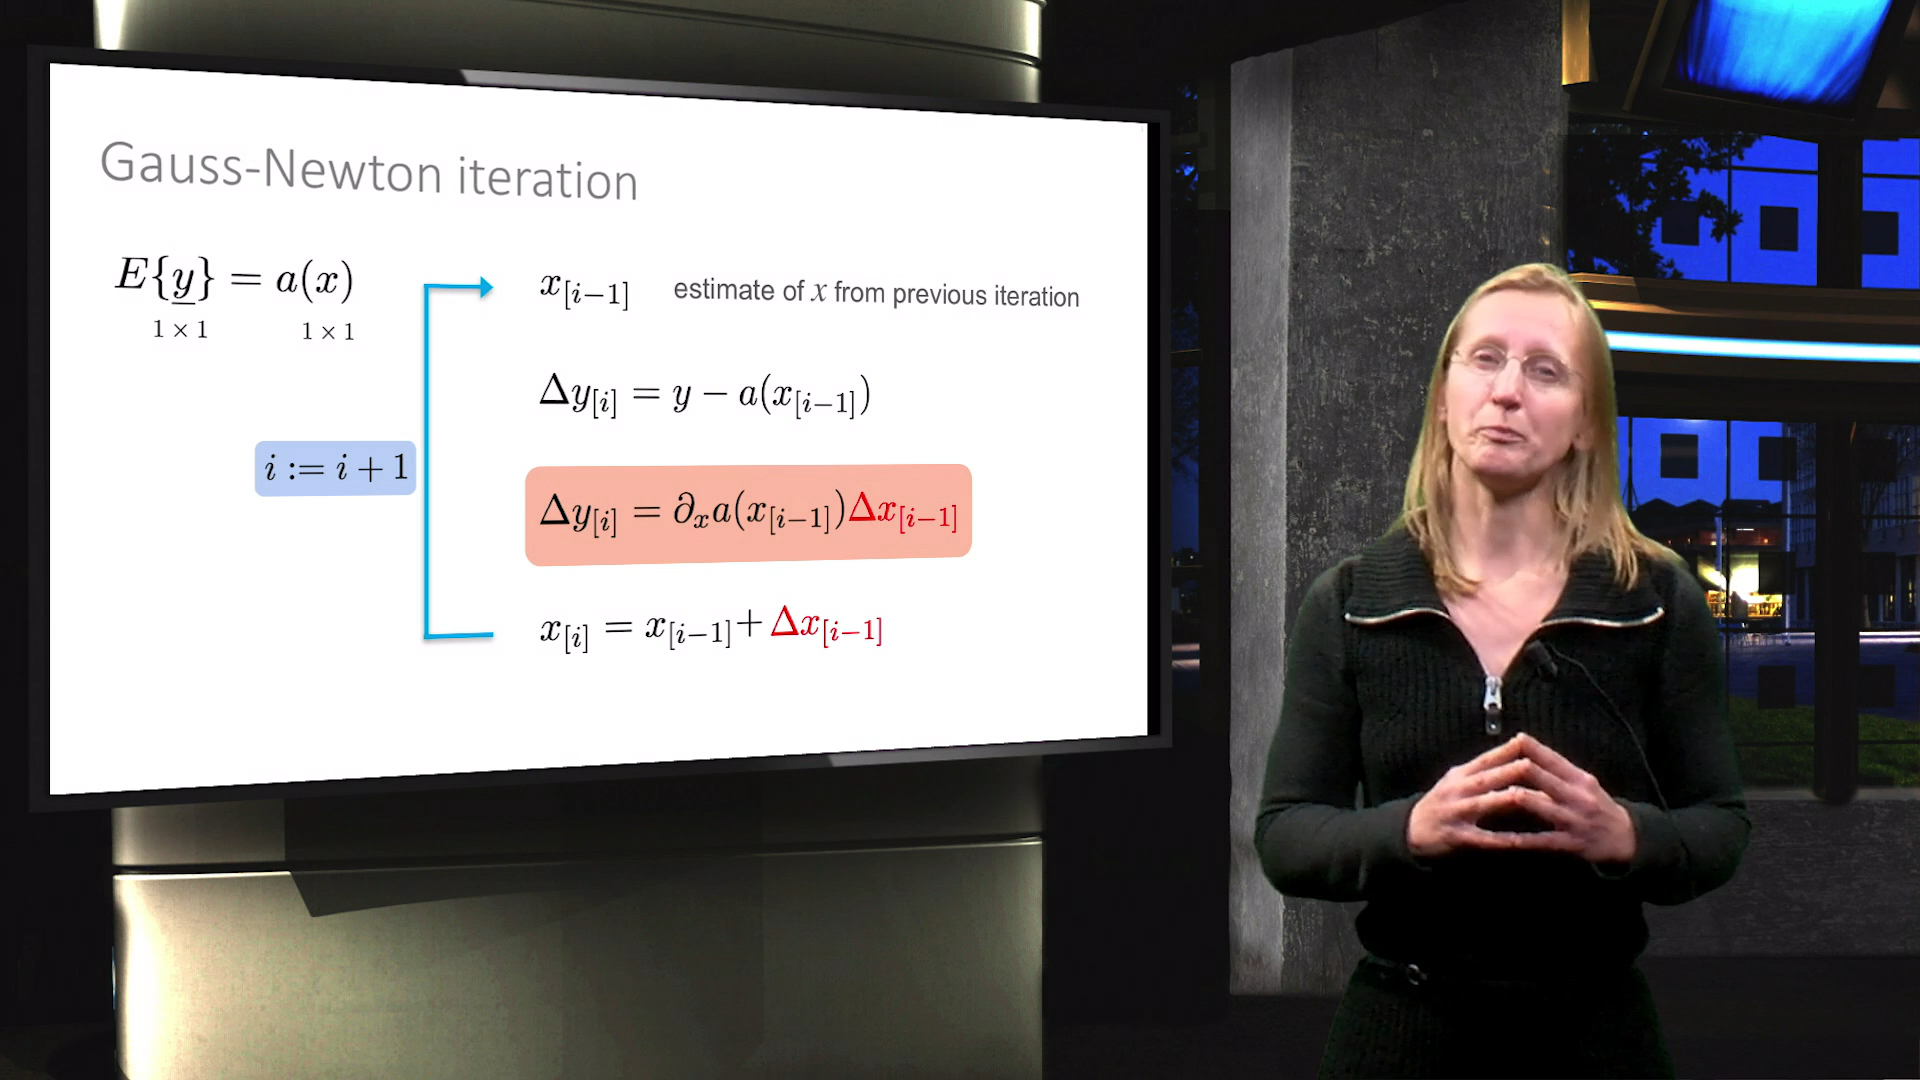 Gauss-Newton iteration
E{y} = a(x)
1 × 1 1 × 1
x[i−1] estimate of x from previous iteration
Δy[i] = y − a(x[i−1])
i := i + 1
Δy[i] = ∂ₓa(x[i−1])Δx[i−1]
x[i] = x[i−1] + Δx[i−1]